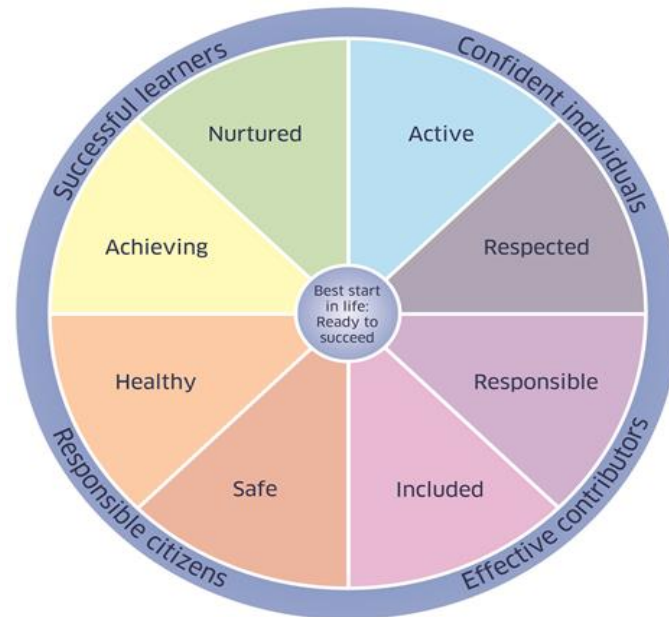 Successful learners
Confident individuals
Nurtured
Active
Achieving
Respected
Best start
in life:
Ready to
succeed
Healthy
Responsible
Safe
Included
Responsible citizens
Effective contributors